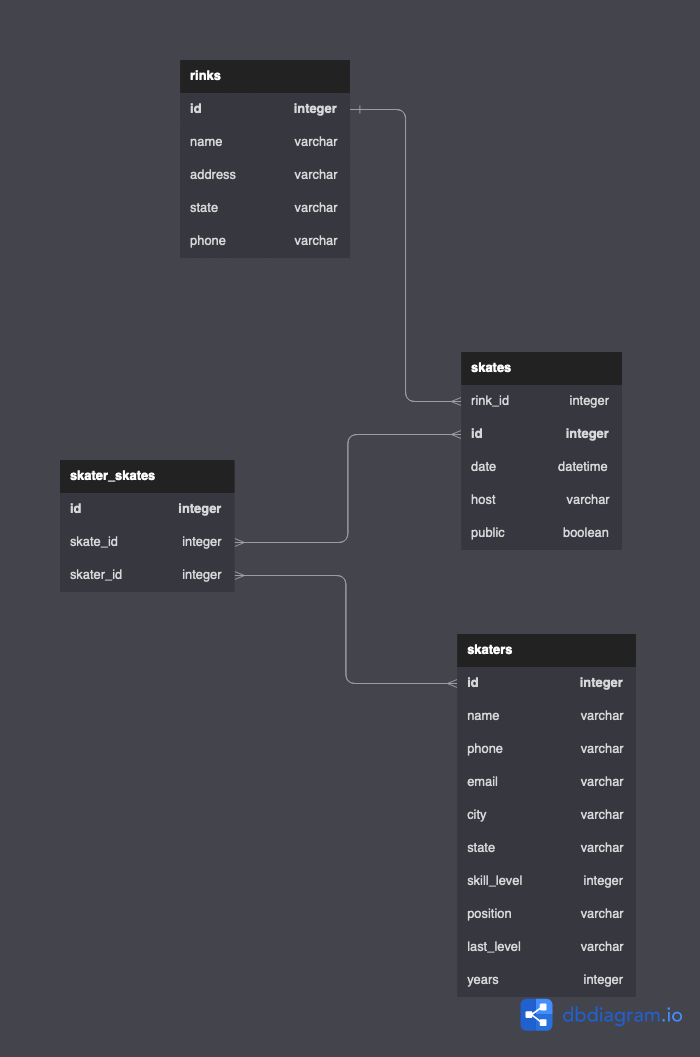 rinks
id integer
name varchar
address varchar
state varchar
phone varchar
skates
rink_id integer
id integer
date datetime
host varchar
public boolean
skater_skates
id integer
skate_id integer
skater_id integer
skaters
id integer
name varchar
phone varchar
email varchar
city varchar
state varchar
skill_level integer
position varchar
last_level varchar
years integer
dbdiagram.io